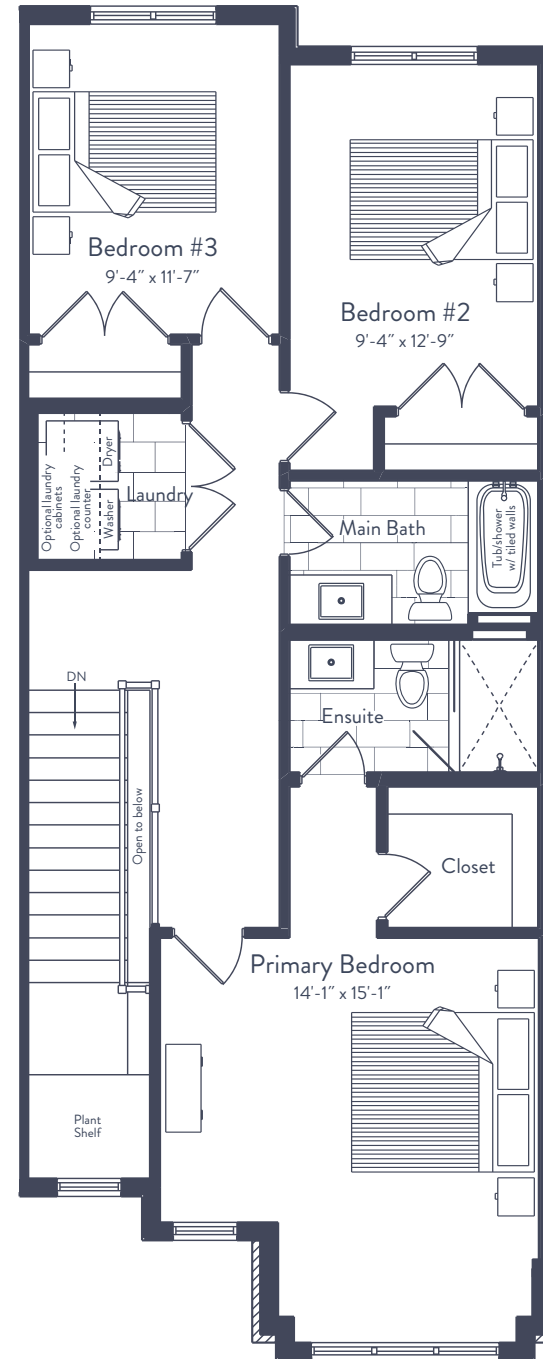 Bedroom #3
9'-4" x 11'-7"
Bedroom #2
9'-4" x 12'-9"
Optional laundry
cabinets
Optional laundry
counter
Dryer
Washer
Laundry
Main Bath
Tub/shower
w/ tiled walls
DN
Ensuite
Open to below
Closet
Primary Bedroom
14'-1" x 15'-1"
Plant
Shelf